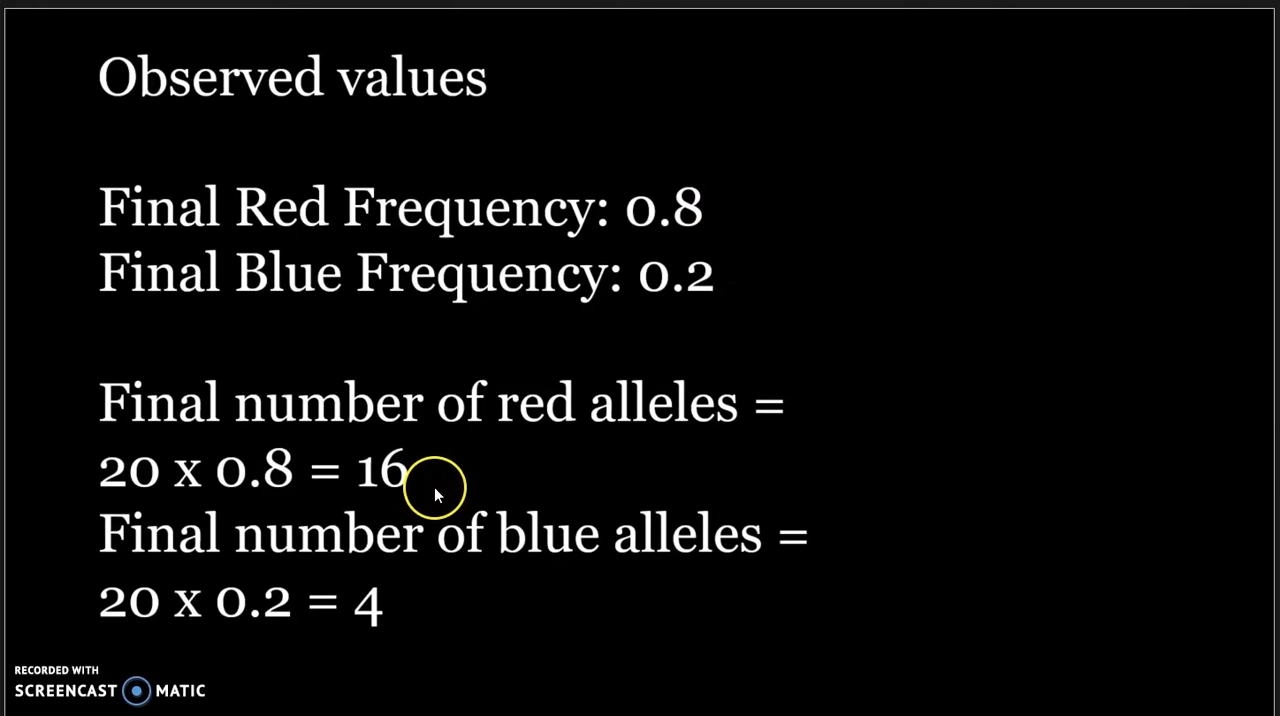 Observed values
Final Red Frequency: 0.8
Final Blue Frequency: 0.2
Final number of red alleles =
20 x 0.8 = 16
Final number of blue alleles =
20 x 0.2 = 4
RECORDED WITH
SCREENCAST MATIC